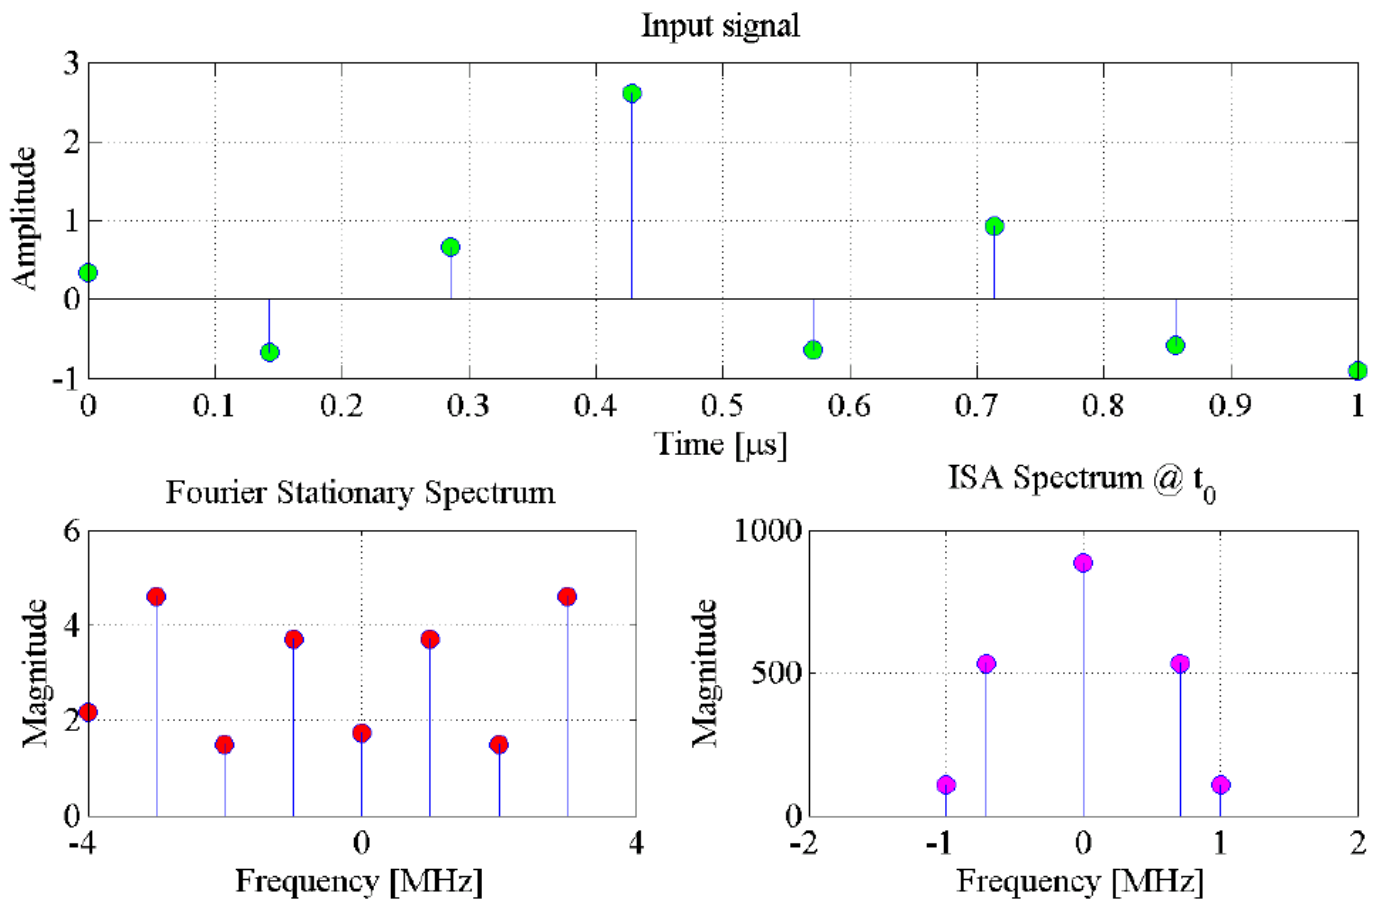 Input signal
3
2
1
0
-1
Amplitude
0 0.1 0.2 0.3 0.4 0.5 0.6 0.7 0.8 0.9 1
Time [μs]
Fourier Stationary Spectrum
6
4
2
0
Magnitude
-4 0 4
Frequency [MHz]
ISA Spectrum @ t0
1000
500
0
Magnitude
-2 -1 0 1 2
Frequency [MHz]